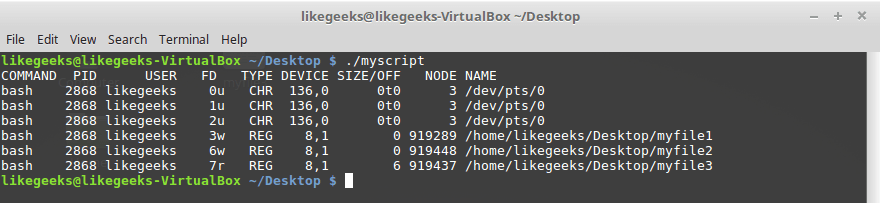 likegeeks@likegeeks-VirtualBox ~/Desktop
File Edit View Search Terminal Help
likegeeks@likegeeks-VirtualBox ~/Desktop $ ./myscript
COMMAND  PID      USER   FD   TYPE DEVICE SIZE/OFF   NODE NAME
bash    2868 likegeeks    0u   CHR  136,0      0t0      3 /dev/pts/0
bash    2868 likegeeks    1u   CHR  136,0      0t0      3 /dev/pts/0
bash    2868 likegeeks    2u   CHR  136,0      0t0      3 /dev/pts/0
bash    2868 likegeeks    3w   REG    8,1        0 919289 /home/likegeeks/Desktop/myfile1
bash    2868 likegeeks    6w   REG    8,1        0 919448 /home/likegeeks/Desktop/myfile2
bash    2868 likegeeks    7r   REG    8,1        6 919437 /home/likegeeks/Desktop/myfile3
likegeeks@likegeeks-VirtualBox ~/Desktop $